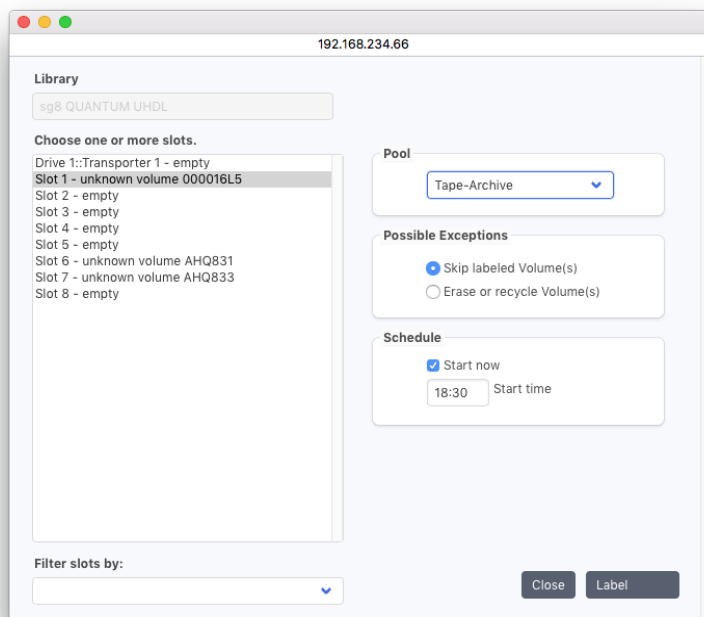 192.168.234.66
Library
sg8 QUANTUM UHDL
Choose one or more slots.
Drive 1::Transporter 1 - empty
Slot 1 - unknown volume 000016L5
Slot 2 - empty
Slot 3 - empty
Slot 4 - empty
Slot 5 - empty
Slot 6 - unknown volume AHQ831
Slot 7 - unknown volume AHQ833
Slot 8 - empty
Filter slots by:
Pool
Tape-Archive
Possible Exceptions
Skip labeled Volume(s)
Erase or recycle Volume(s)
Schedule
Start now
18:30 Start time
Close Label